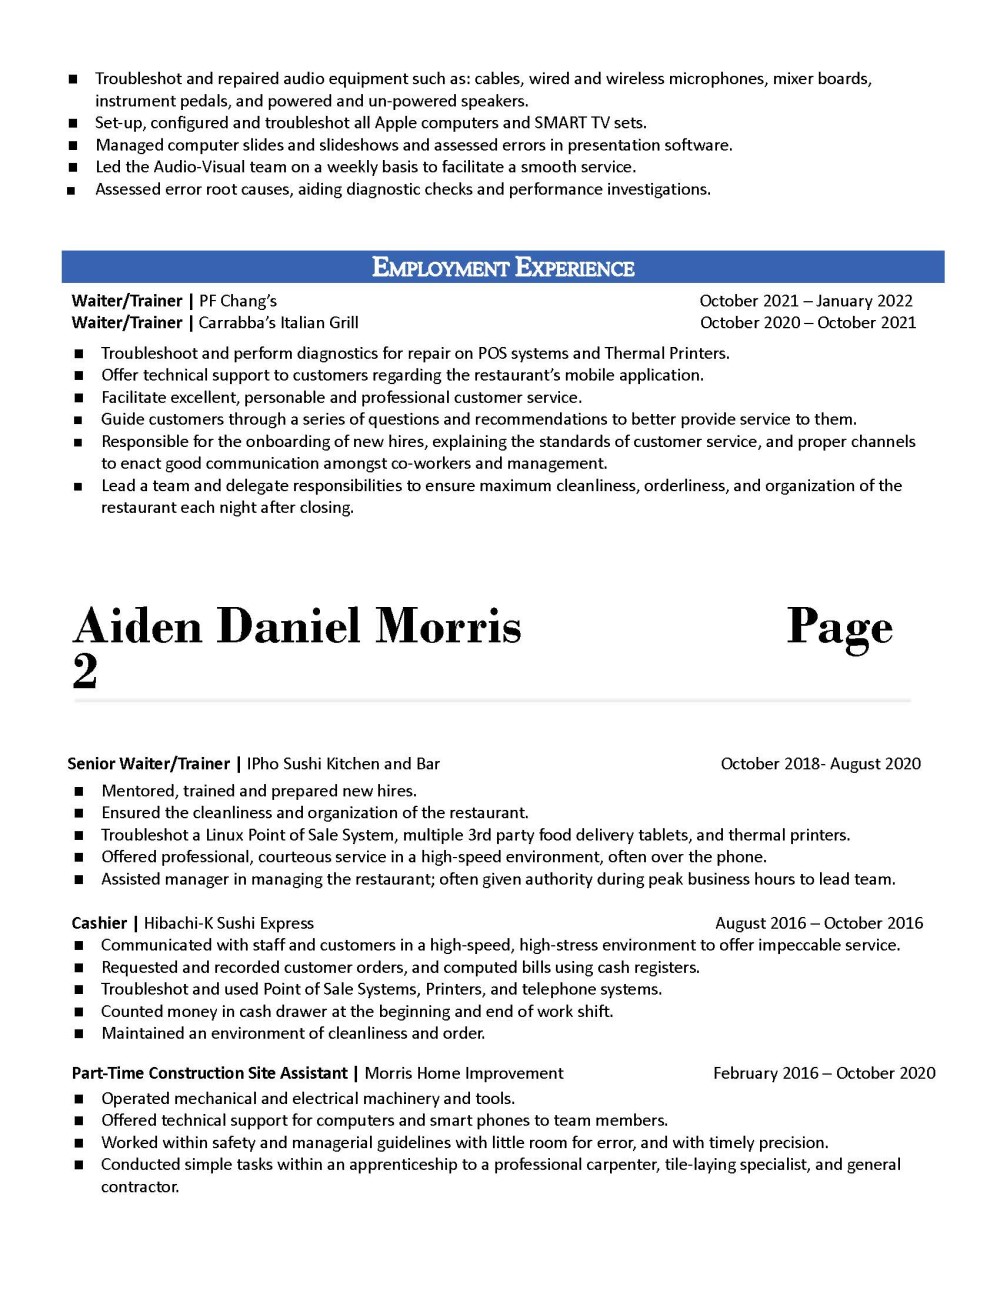 ■ Troubleshot and repaired audio equipment such as: cables, wired and wireless microphones, mixer boards,
instrument pedals, and powered and un-powered speakers.
■ Set-up, configured and troubleshot all Apple computers and SMART TV sets.
■ Managed computer slides and slideshows and assessed errors in presentation software.
■ Led the Audio-Visual team on a weekly basis to facilitate a smooth service.
■ Assessed error root causes, aiding diagnostic checks and performance investigations.
Employment Experience
Waiter/Trainer | PF Chang’s October 2021 – January 2022
Waiter/Trainer | Carrabba’s Italian Grill October 2020 – October 2021
■ Troubleshoot and perform diagnostics for repair on POS systems and Thermal Printers.
■ Offer technical support to customers regarding the restaurant’s mobile application.
■ Facilitate excellent, personable and professional customer service.
■ Guide customers through a series of questions and recommendations to better provide service to them.
■ Responsible for the onboarding of new hires, explaining the standards of customer service, and proper channels
to enact good communication amongst co-workers and management.
■ Lead a team and delegate responsibilities to ensure maximum cleanliness, orderliness, and organization of the
restaurant each night after closing.
Aiden Daniel Morris Page
2
Senior Waiter/Trainer | IPho Sushi Kitchen and Bar October 2018- August 2020
■ Mentored, trained and prepared new hires.
■ Ensured the cleanliness and organization of the restaurant.
■ Troubleshot a Linux Point of Sale System, multiple 3rd party food delivery tablets, and thermal printers.
■ Offered professional, courteous service in a high-speed environment, often over the phone.
■ Assisted manager in managing the restaurant; often given authority during peak business hours to lead team.
Cashier | Hibachi-K Sushi Express August 2016 – October 2016
■ Communicated with staff and customers in a high-speed, high-stress environment to offer impeccable service.
■ Requested and recorded customer orders, and computed bills using cash registers.
■ Troubleshot and used Point of Sale Systems, Printers, and telephone systems.
■ Counted money in cash drawer at the beginning and end of work shift.
■ Maintained an environment of cleanliness and order.
Part-Time Construction Site Assistant | Morris Home Improvement February 2016 – October 2020
■ Operated mechanical and electrical machinery and tools.
■ Offered technical support for computers and smart phones to team members.
■ Worked within safety and managerial guidelines with little room for error, and with timely precision.
■ Conducted simple tasks within an apprenticeship to a professional carpenter, tile-laying specialist, and general
contractor.